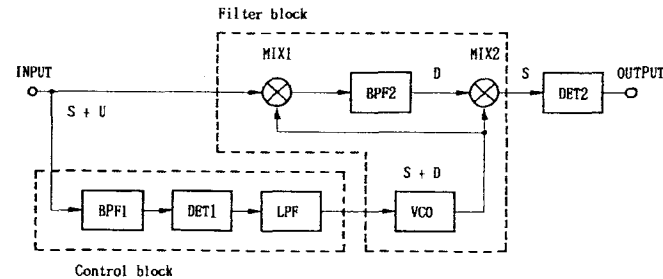 Filter block
MIX1
MIX2
INPUT
BPF2
D
S
DET2
OUTPUT
S + U
S + D
BPF1
DET1
LPF
VCO
Control block